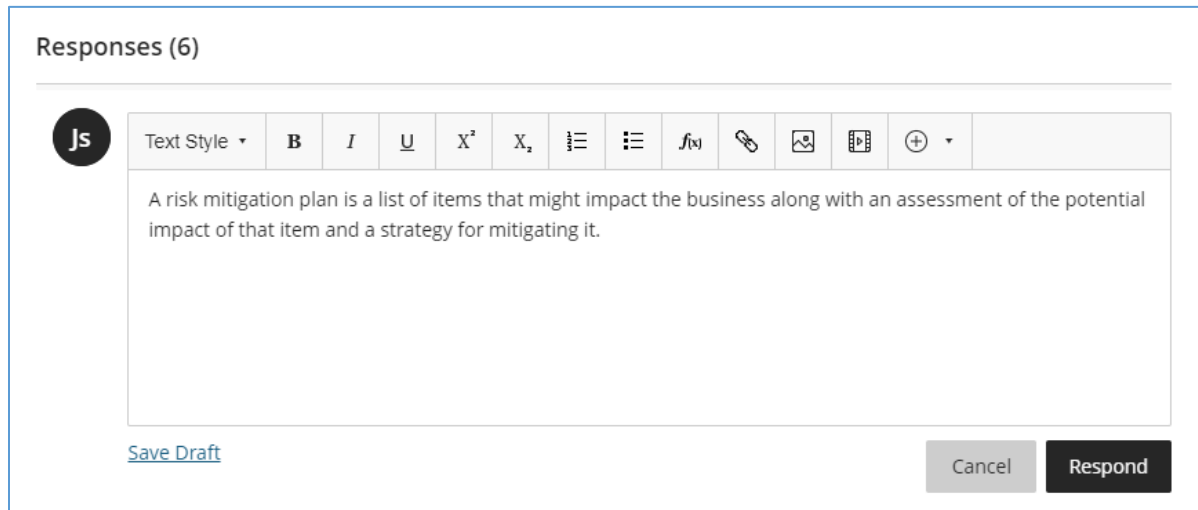 Responses (6)
Js
Text Style B I U X² X₂ f(x)
A risk mitigation plan is a list of items that might impact the business along with an assessment of the potential
impact of that item and a strategy for mitigating it.
Save Draft
Cancel Respond